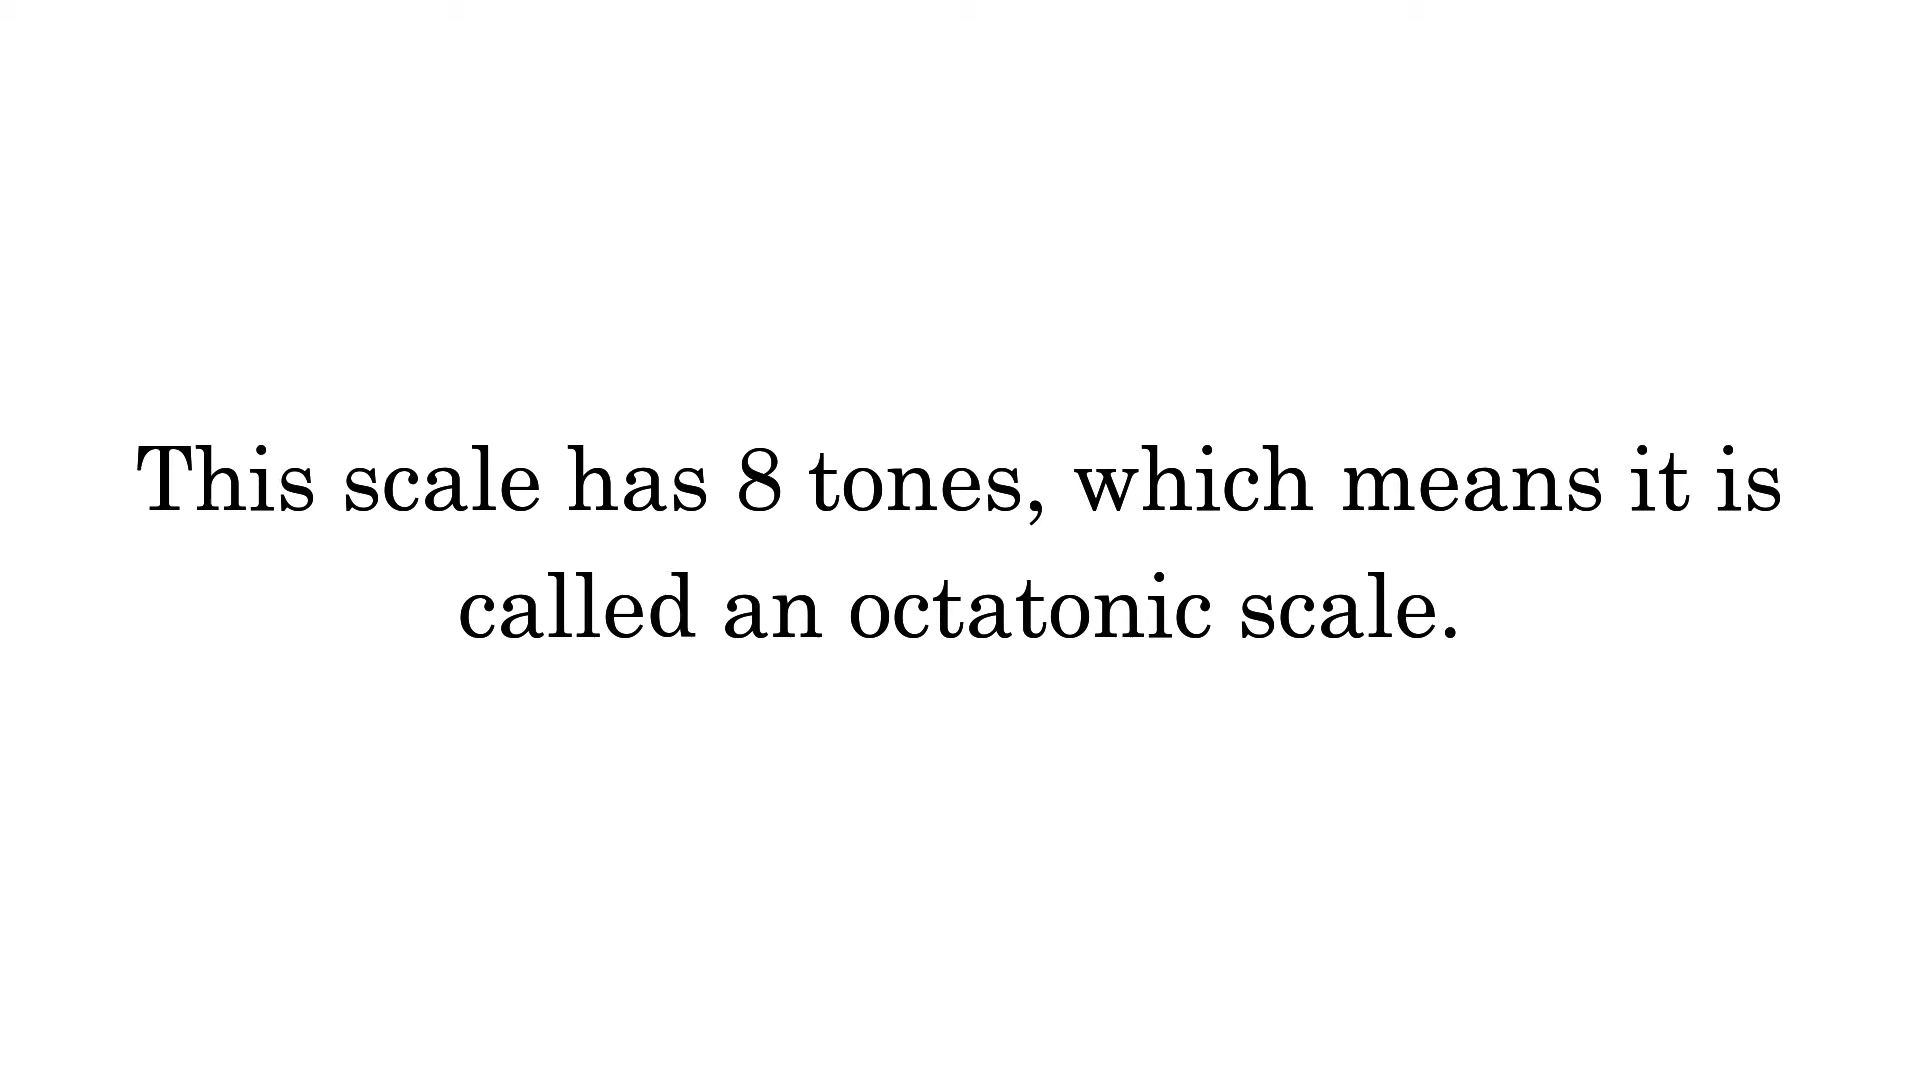 This scale has 8 tones, which means it is
called an octatonic scale.